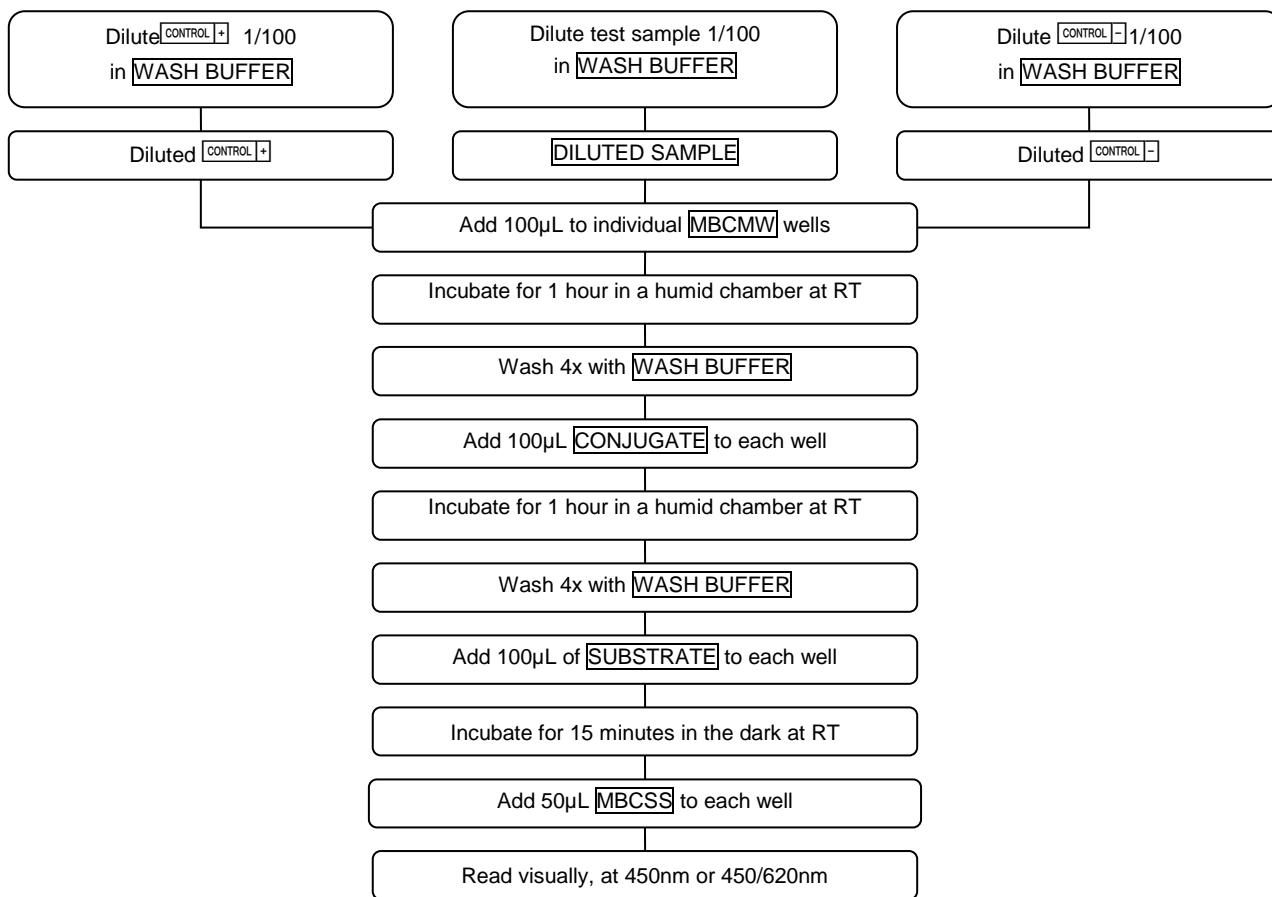 Dilute CONTROL + 1/100
in WASH BUFFER
Dilute test sample 1/100
in WASH BUFFER
Dilute CONTROL - 1/100
in WASH BUFFER
Diluted CONTROL +
DILUTED SAMPLE
Diluted CONTROL -
Add 100µL to individual MBCMW wells
Incubate for 1 hour in a humid chamber at RT
Wash 4x with WASH BUFFER
Add 100µL CONJUGATE to each well
Incubate for 1 hour in a humid chamber at RT
Wash 4x with WASH BUFFER
Add 100µL of SUBSTRATE to each well
Incubate for 15 minutes in the dark at RT
Add 50µL MBCSS to each well
Read visually, at 450nm or 450/620nm